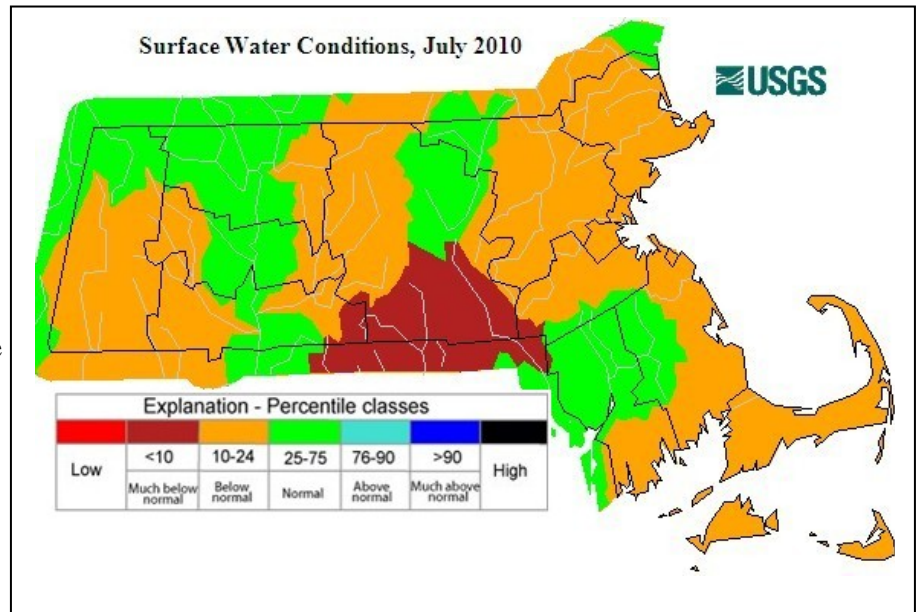 Surface Water Conditions, July 2010
USGS
Explanation - Percentile classes
Low
<10
10-24
25-75
76-90
>90
High
Much below
normal
Below
normal
Normal
Above
normal
Much above
normal